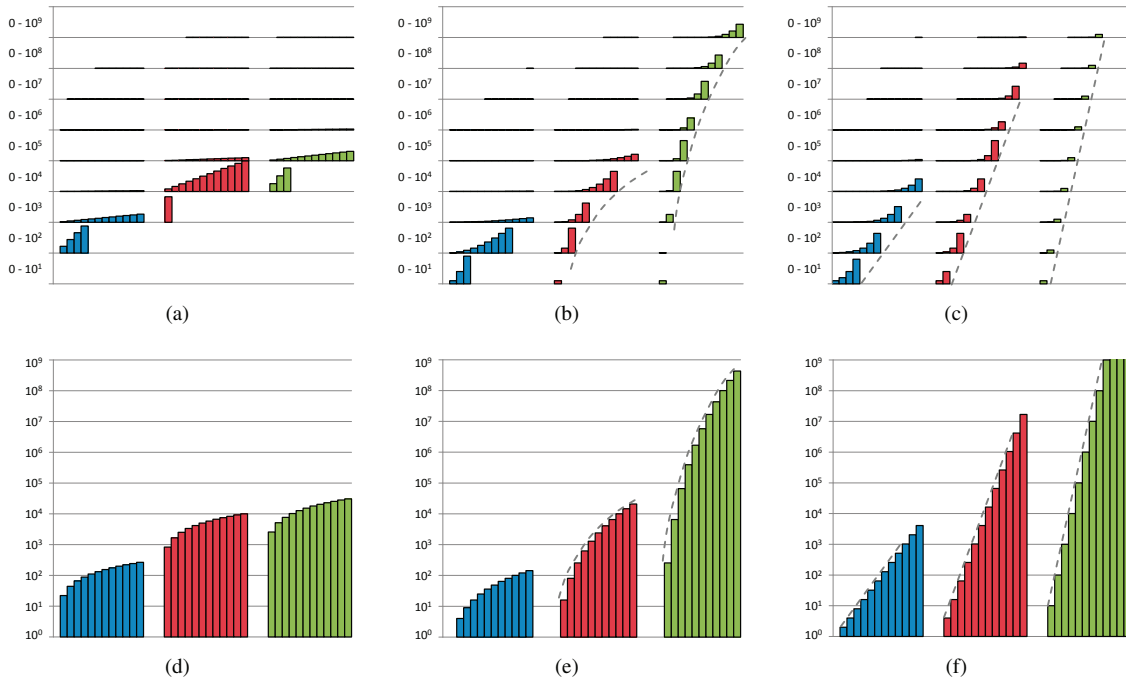 0 - 10⁹ 0 - 10⁹ 0 - 10⁹
0 - 10⁸ 0 - 10⁸ 0 - 10⁸
0 - 10⁷ 0 - 10⁷ 0 - 10⁷
0 - 10⁶ 0 - 10⁶ 0 - 10⁶
0 - 10⁵ 0 - 10⁵ 0 - 10⁵
0 - 10⁴ 0 - 10⁴ 0 - 10⁴
0 - 10³ 0 - 10³ 0 - 10³
0 - 10² 0 - 10² 0 - 10²
0 - 10¹ 0 - 10¹ 0 - 10¹
(a) (b) (c)
10⁹ 10⁹ 10⁹
10⁸ 10⁸ 10⁸
10⁷ 10⁷ 10⁷
10⁶ 10⁶ 10⁶
10⁵ 10⁵ 10⁵
10⁴ 10⁴ 10⁴
10³ 10³ 10³
10² 10² 10²
10¹ 10¹ 10¹
10⁰ 10⁰ 10⁰
(d) (e) (f)